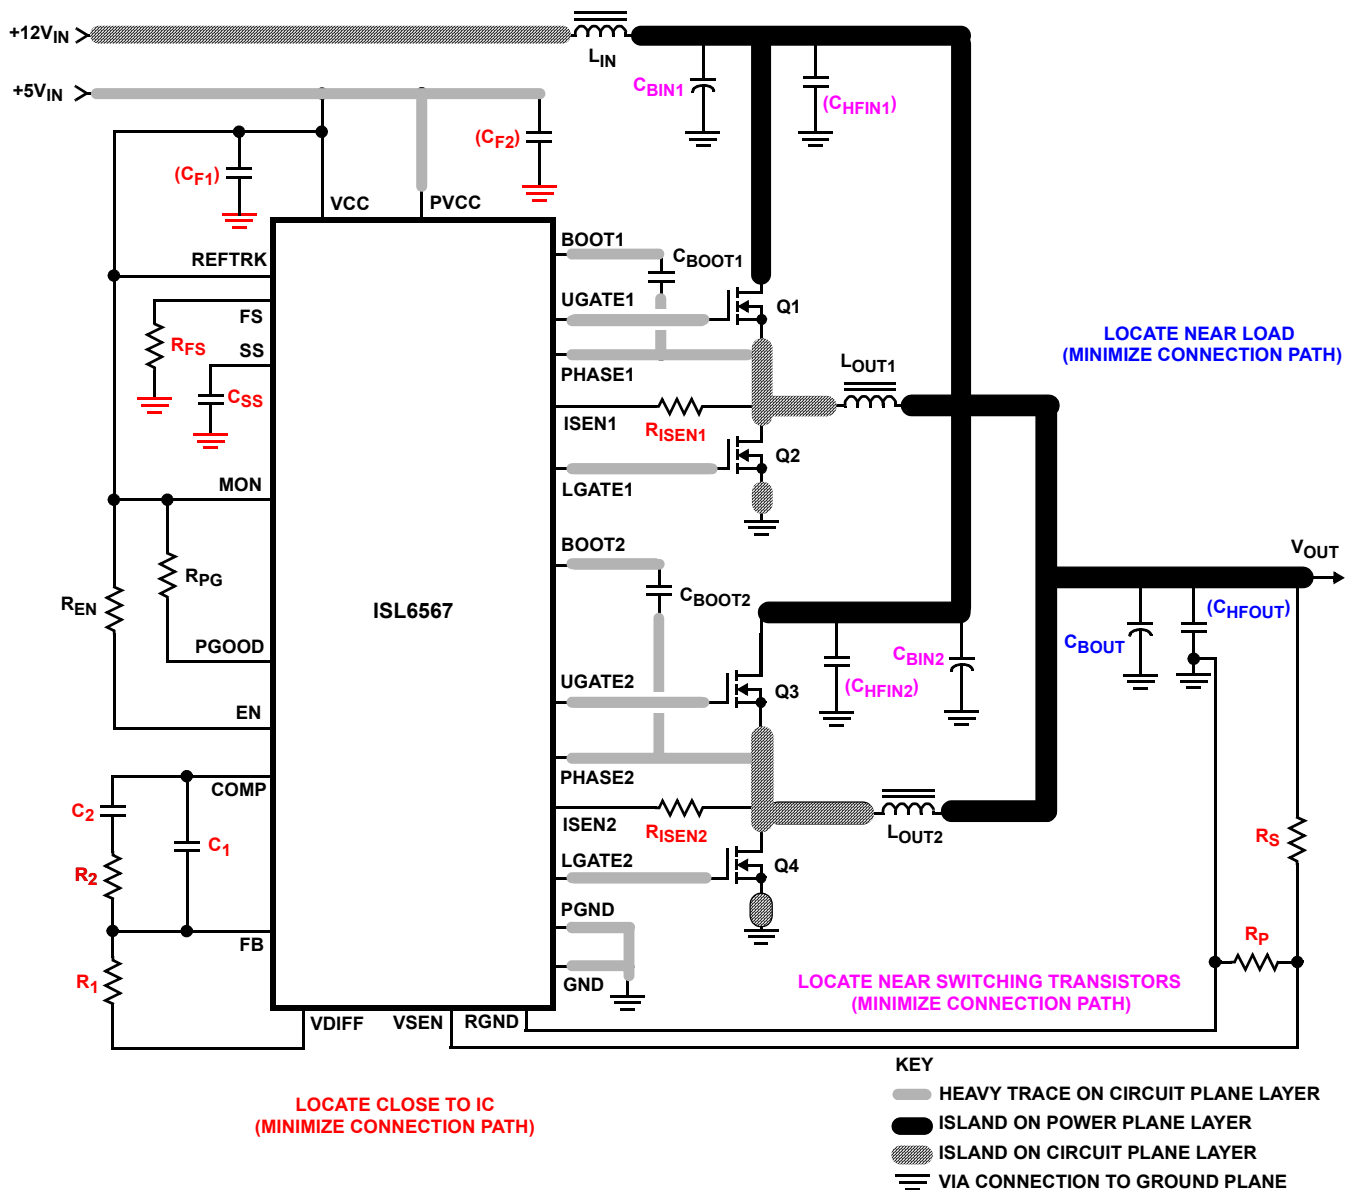 +12VIN
LIN
+5VIN
CBIN1
(CHFIN1)
(CF2)
(CF1)
VCC
PVCC
REFTRK
FS
RFS
SS
CSS
MON
RPG
REN
PGOOD
EN
COMP
C2
C1
R2
FB
R1
ISL6567
BOOT1
CBOOT1
UGATE1
Q1
PHASE1
LOUT1
ISEN1
RISEN1
Q2
LGATE1
BOOT2
CBOOT2
UGATE2
Q3
(CHFIN2)
CBIN2
PHASE2
ISEN2
RISEN2
LOUT2
LGATE2
Q4
PGND
GND
VDIFF
VSEN
RGND
LOCATE NEAR LOAD
(MINIMIZE CONNECTION PATH)
VOUT
(CHFOUT)
CBOUT
RS
RP
LOCATE NEAR SWITCHING TRANSISTORS
(MINIMIZE CONNECTION PATH)
LOCATE CLOSE TO IC
(MINIMIZE CONNECTION PATH)
KEY
HEAVY TRACE ON CIRCUIT PLANE LAYER
ISLAND ON POWER PLANE LAYER
ISLAND ON CIRCUIT PLANE LAYER
VIA CONNECTION TO GROUND PLANE